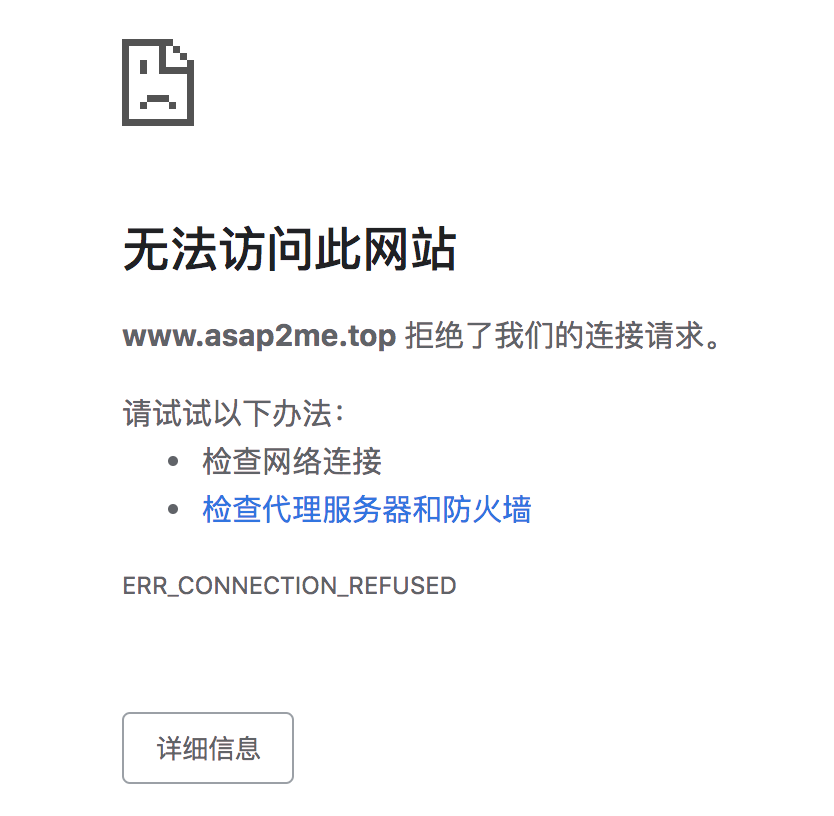 无法访问此网站
www.asap2me.top 拒绝了我们的连接请求。
请试试以下办法：
• 检查网络连接
• 检查代理服务器和防火墙
ERR_CONNECTION_REFUSED
详细信息